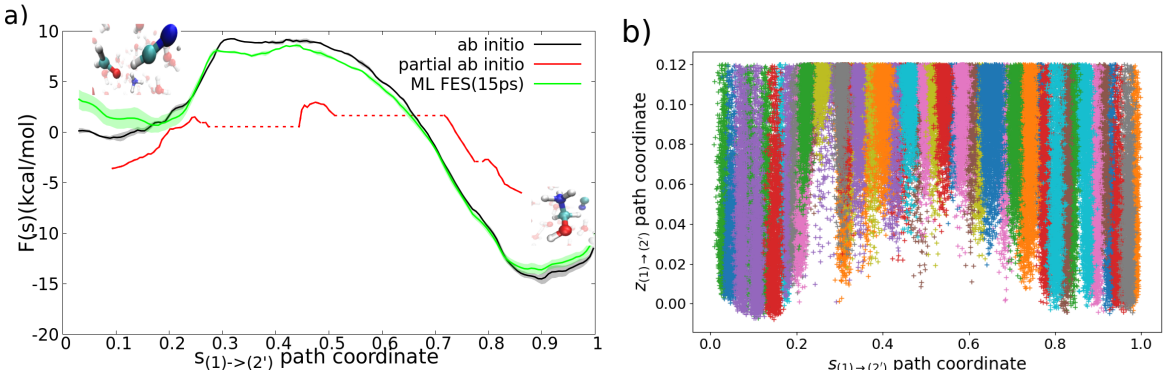 a)
F(s)(kcal/mol)
10
5
0
-5
-10
-15
-20
ab initio
partial ab initio
ML FES(15ps)
0 0.1 0.2 0.3 0.4 0.5 0.6 0.7 0.8 0.9 1
s(1)->(2') path coordinate
b)
z(1)→(2') path coordinate
0.12
0.10
0.08
0.06
0.04
0.02
0.00
0.0 0.2 0.4 0.6 0.8 1.0
s(1)→(2') path coordinate